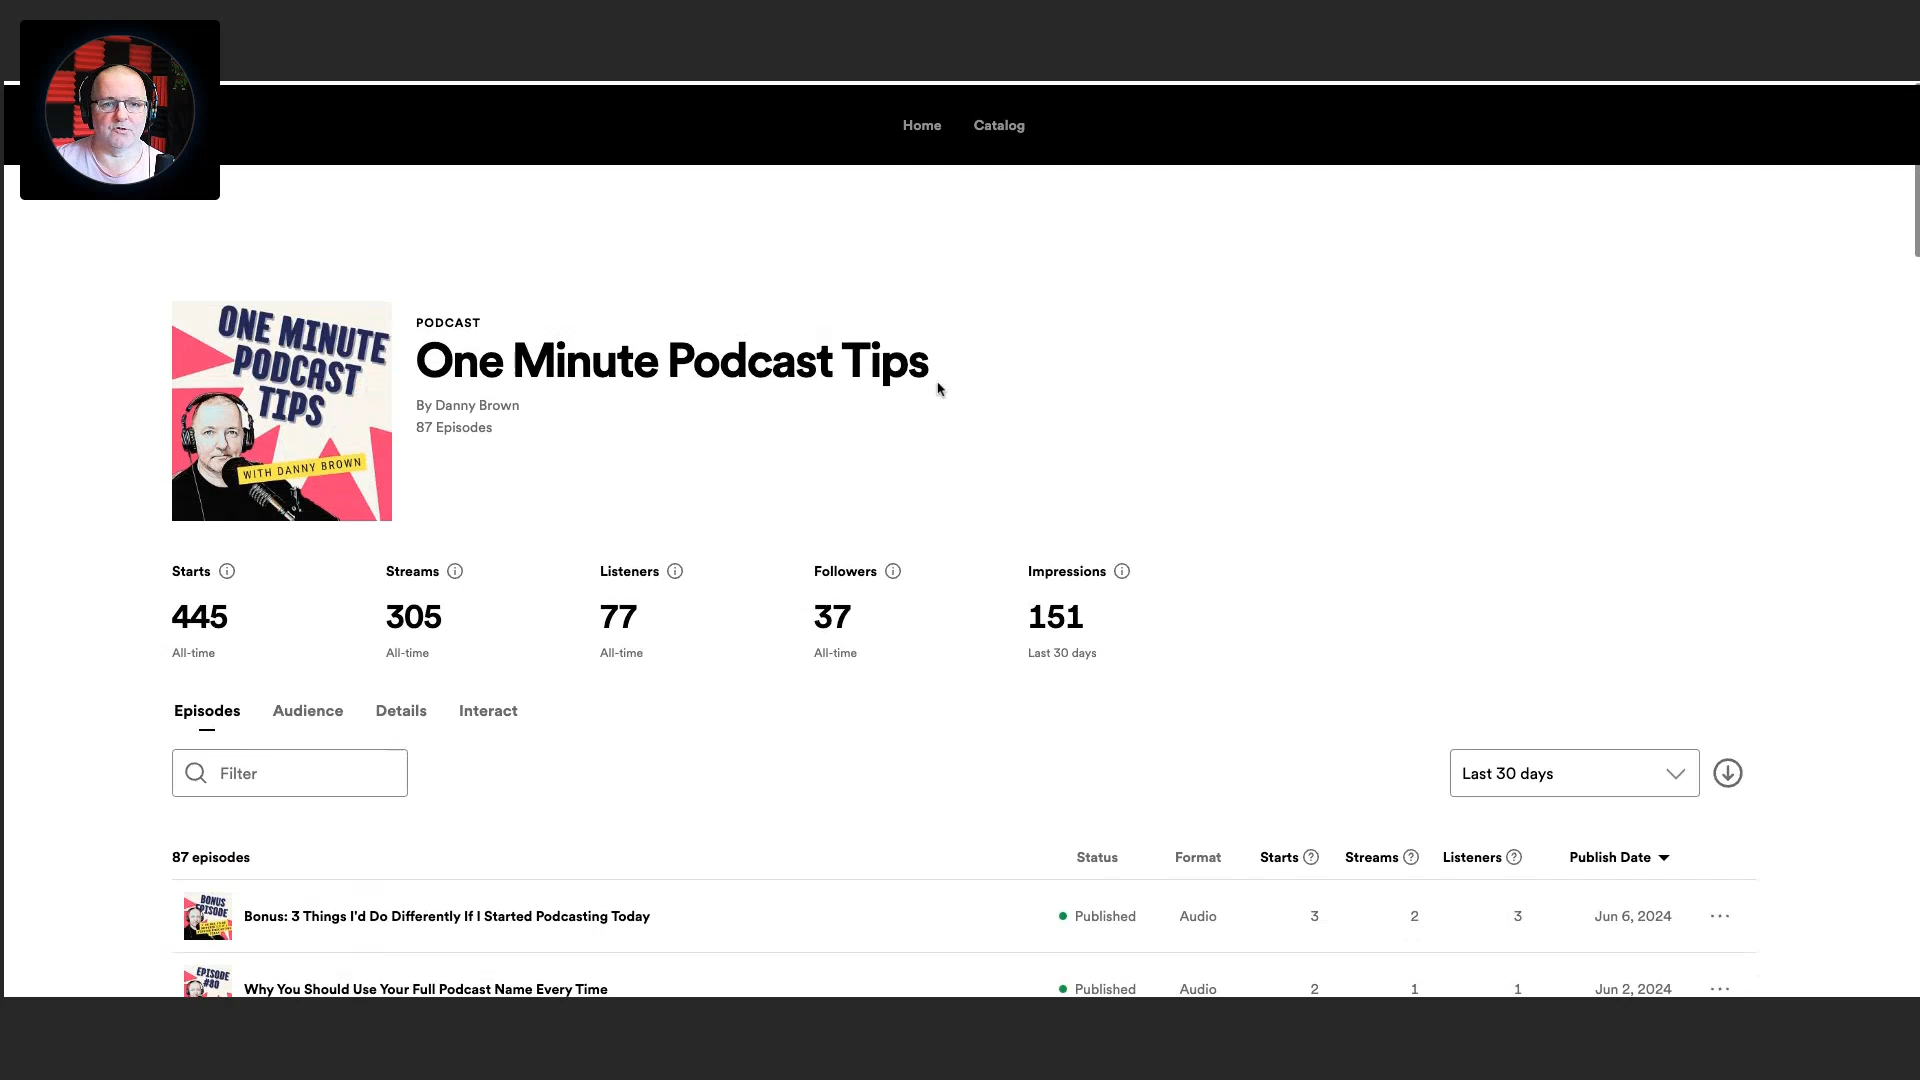 Home Catalog
ONE MINUTE
PODCAST
TIPS
WITH DANNY BROWN
PODCAST
One Minute Podcast Tips
By Danny Brown
87 Episodes
Starts Streams Listeners Followers Impressions
445 305 77 37 151
All-time All-time All-time All-time Last 30 days
Episodes Audience Details Interact
Filter
Last 30 days
87 episodes Status Format Starts Streams Listeners Publish Date
BONUS
EPISODE
Bonus: 3 Things I'd Do Differently If I Started Podcasting Today Published Audio 3 2 3 Jun 6, 2024
EPISODE
#80
Why You Should Use Your Full Podcast Name Every Time Published Audio 2 1 1 Jun 2, 2024